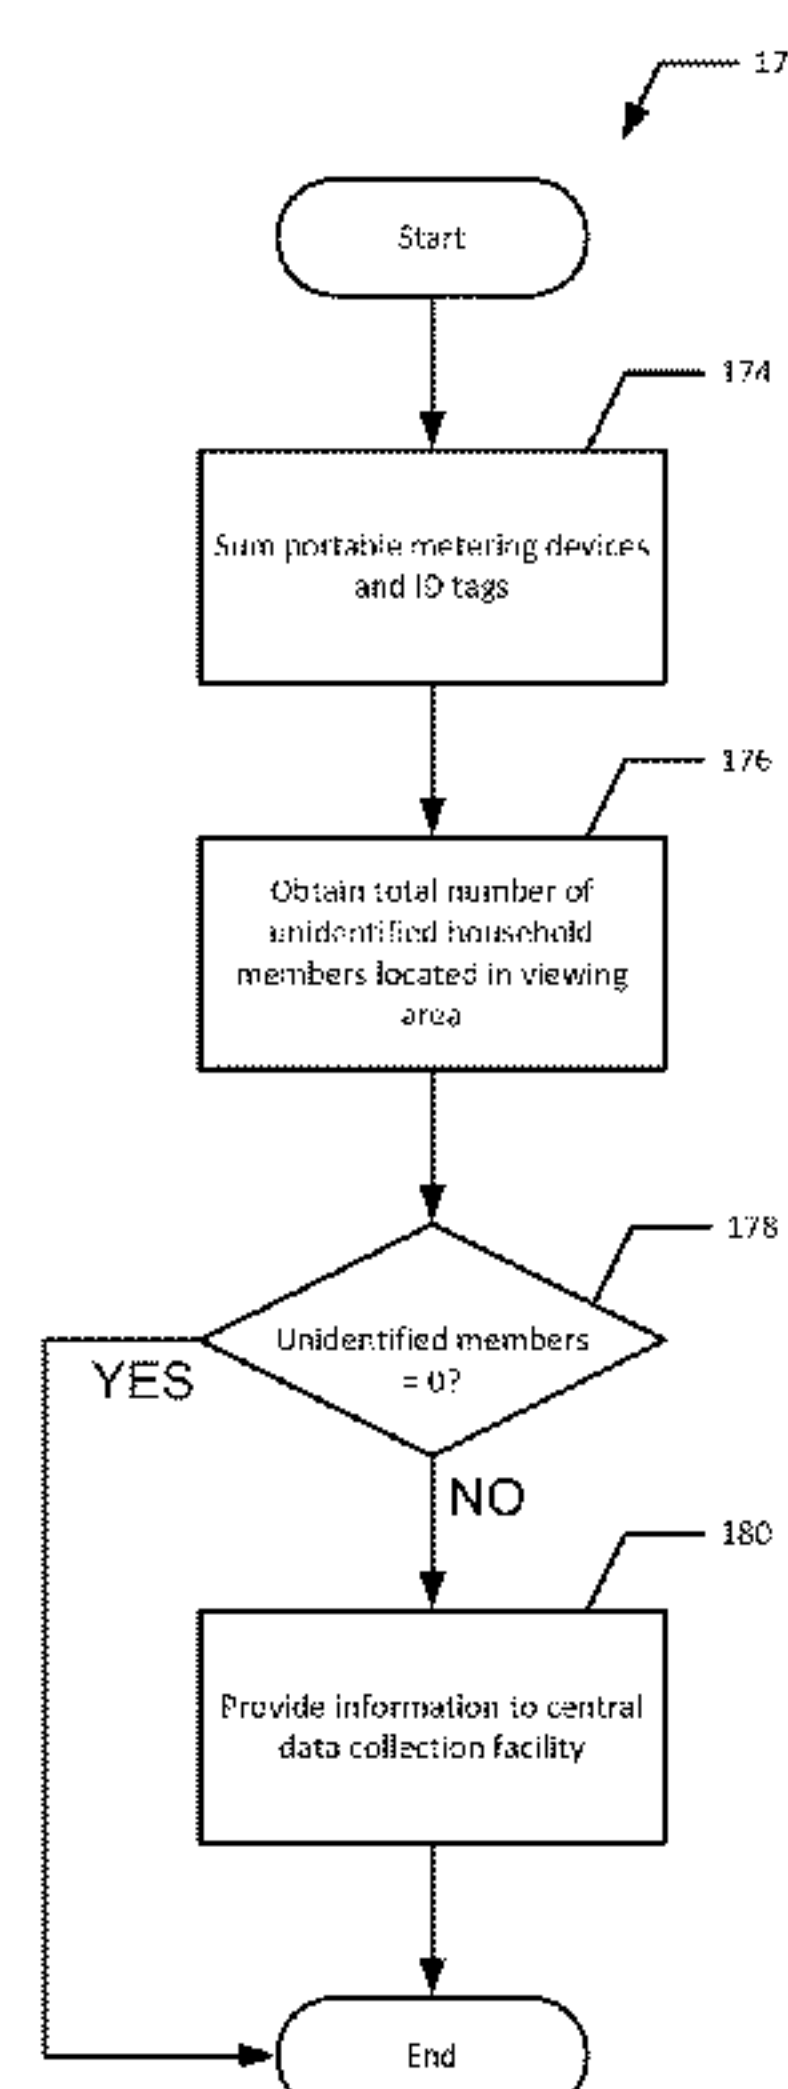 17
Start
174
Sum portable metering devices
and ID tags
176
Obtain total number of
unidentified household
members located in viewing
area
178
Unidentified members
= 0?
YES
NO
180
Provide information to central
data collection facility
End